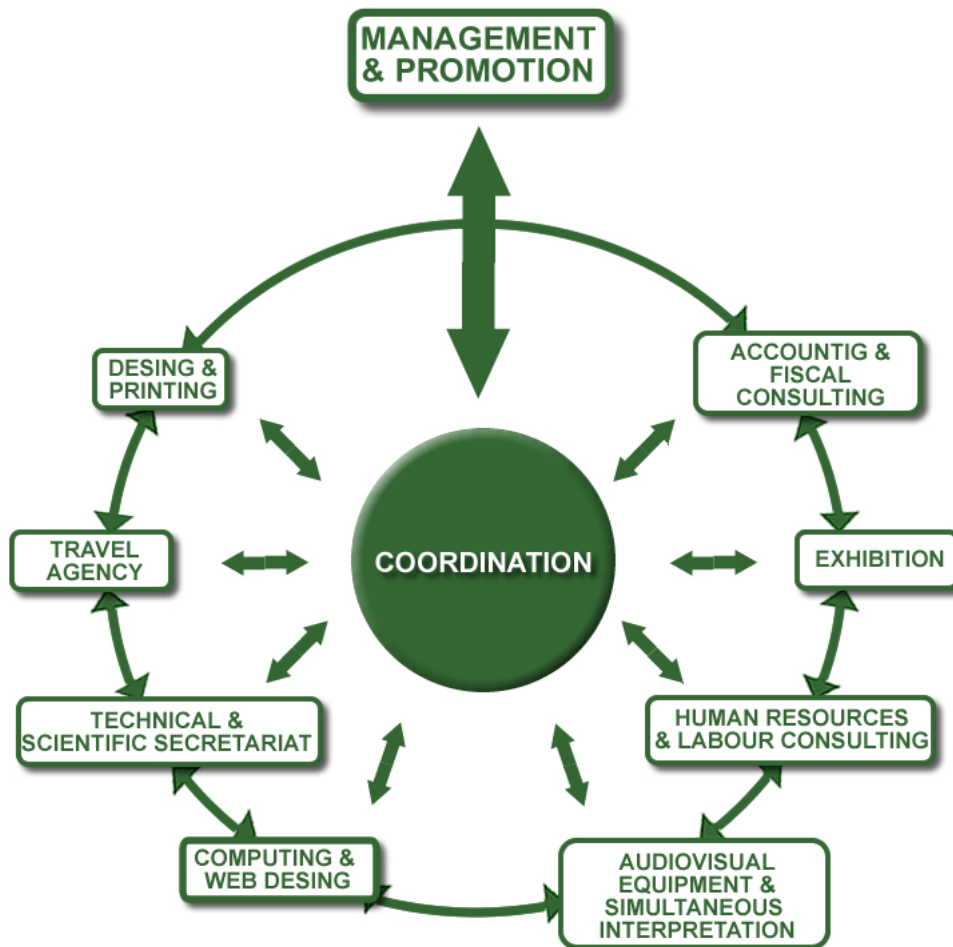 MANAGEMENT
& PROMOTION
DESING &
PRINTING
ACCOUNTIG &
FISCAL
CONSULTING
TRAVEL
AGENCY
COORDINATION
EXHIBITION
TECHNICAL &
SCIENTIFIC SECRETARIAT
HUMAN RESOURCES
& LABOUR CONSULTING
COMPUTING &
WEB DESING
AUDIOVISUAL
EQUIPMENT &
SIMULTANEOUS
INTERPRETATION